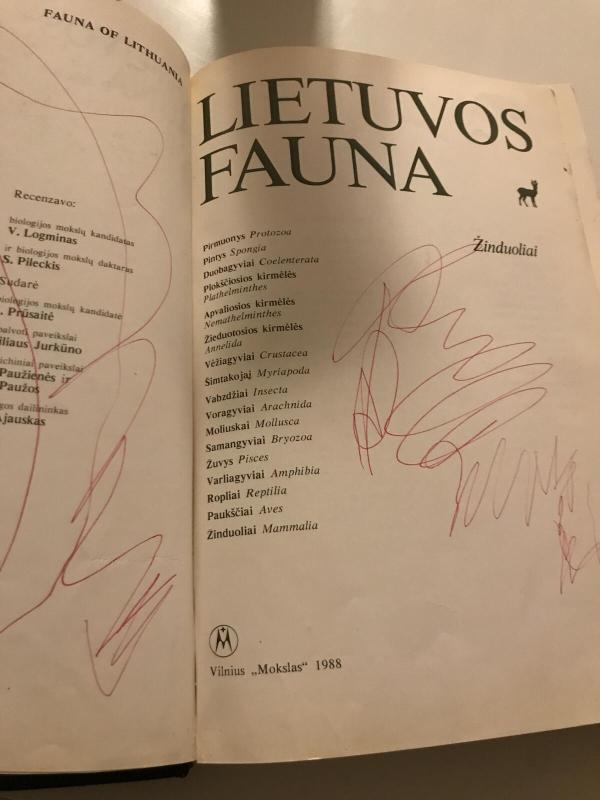 FAUNA OF LITHUANIA
Recenzavo:
biologijos mokslų kandidatas
V. Logminas
ir biologijos mokslų daktaras
S. Pileckis
Sudarė
biologijos mokslų kandidatė
Prūsaitė
paveikslai
Jurkūno
paveikslai
Paužienės ir
Paužos
dailininkas
LIETUVOS
FAUNA
Žinduoliai
Pirmuonys Protozoa
Pintys Spongia
Duobagyviai Coelenterata
Plokščiosios kirmėlės
Plathelminthes
Apvaliosios kirmėlės
Nemathelminthes
Žieduotosios kirmėlės
Annelida
Vėžiagyviai Crustacea
Šimtakojai Myriapoda
Vabzdžiai Insecta
Voragyviai Arachnida
Moliuskai Mollusca
Samangyviai Bryozoa
Žuvys Pisces
Varliagyviai Amphibia
Ropliai Reptilia
Paukščiai Aves
Žinduoliai Mammalia
Vilnius „Mokslas“ 1988